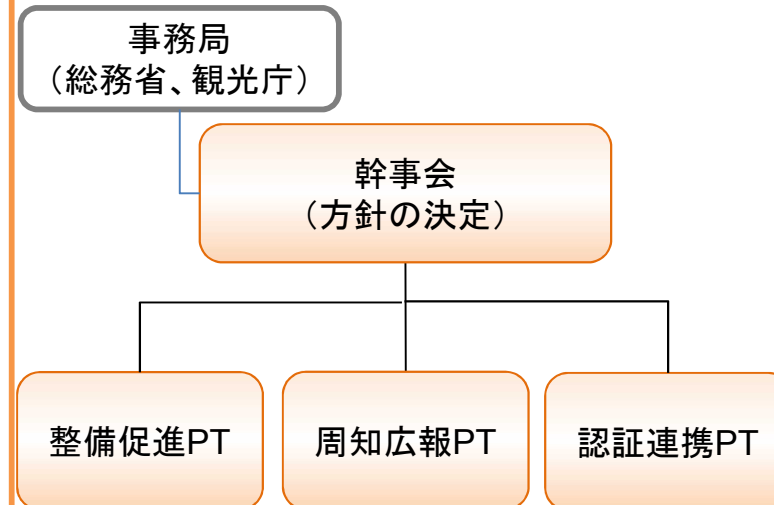 事務局
（総務省、観光庁）
幹事会
（方針の決定）
整備促進PT
周知広報PT
認証連携PT